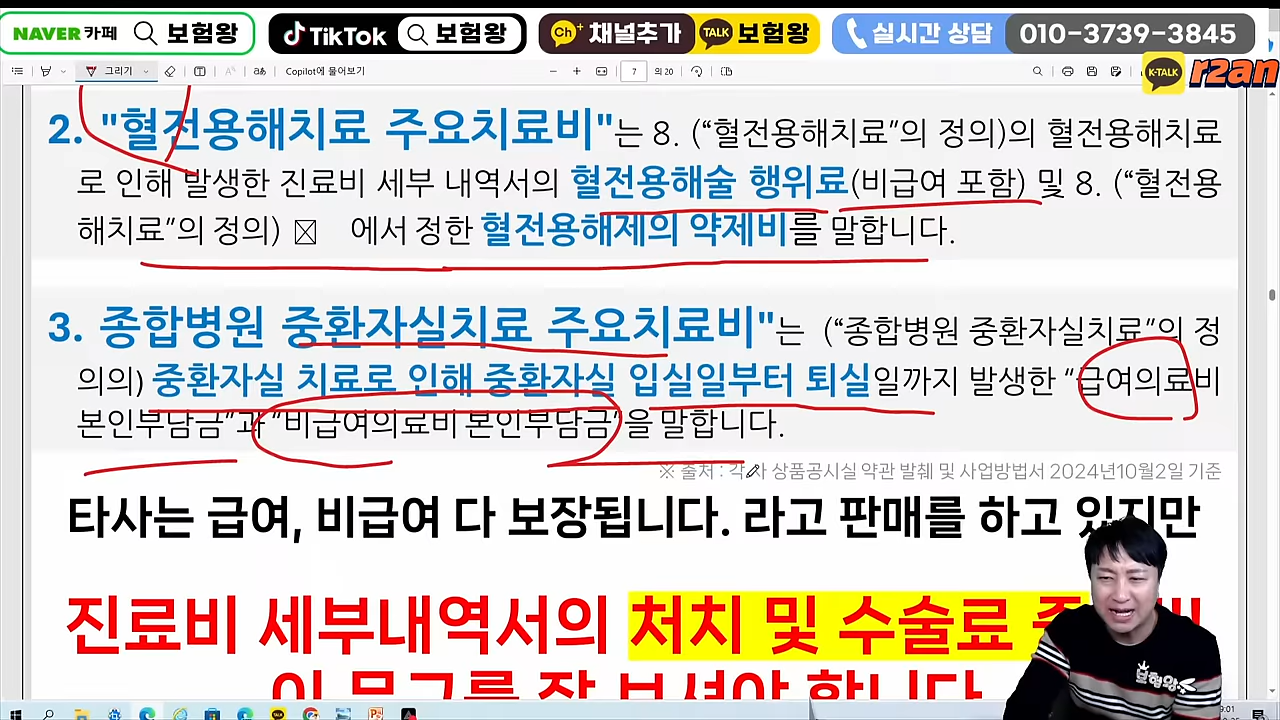 NAVER 카페 보험왕 TikTok 보험왕 Ch+ 채널추가 TALK 보험왕 실시간 상담 010-3739-3845
그리기 Copilot에 물어보기 7 의 20 K-TALK r2an
2. "혈전용해치료 주요치료비"는 8. (“혈전용해치료”의 정의)의 혈전용해치료
로 인해 발생한 진료비 세부 내역서의 혈전용해술 행위료(비급여 포함) 및 8. (“혈전용
해치료”의 정의) 에서 정한 혈전용해제의 약제비를 말합니다.
3. 종합병원 중환자실치료 주요치료비"는 (“종합병원 중환자실치료”의 정
의의) 중환자실 치료로 인해 중환자실 입실일부터 퇴실일까지 발생한 “급여의료비
본인부담금”과 “비급여의료비 본인부담금”을 말합니다.
※ 출처 : 각 상품공시실 약관 발췌 및 사업방법서 2024년10월2일 기준
타사는 급여, 비급여 다 보장됩니다. 라고 판매를 하고 있지만
진료비 세부내역서의 처치 및 수술료
보험왕